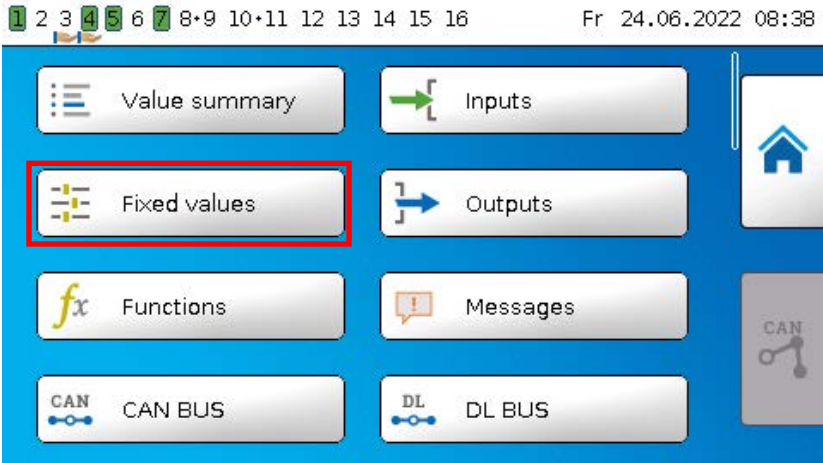 1 2 3 4 5 6 7 8•9 10•11 12 13 14 15 16 Fr 24.06.2022 08:38
Value summary Inputs
Fixed values Outputs
fx Functions ! Messages
CAN
CAN CAN BUS DL DL BUS